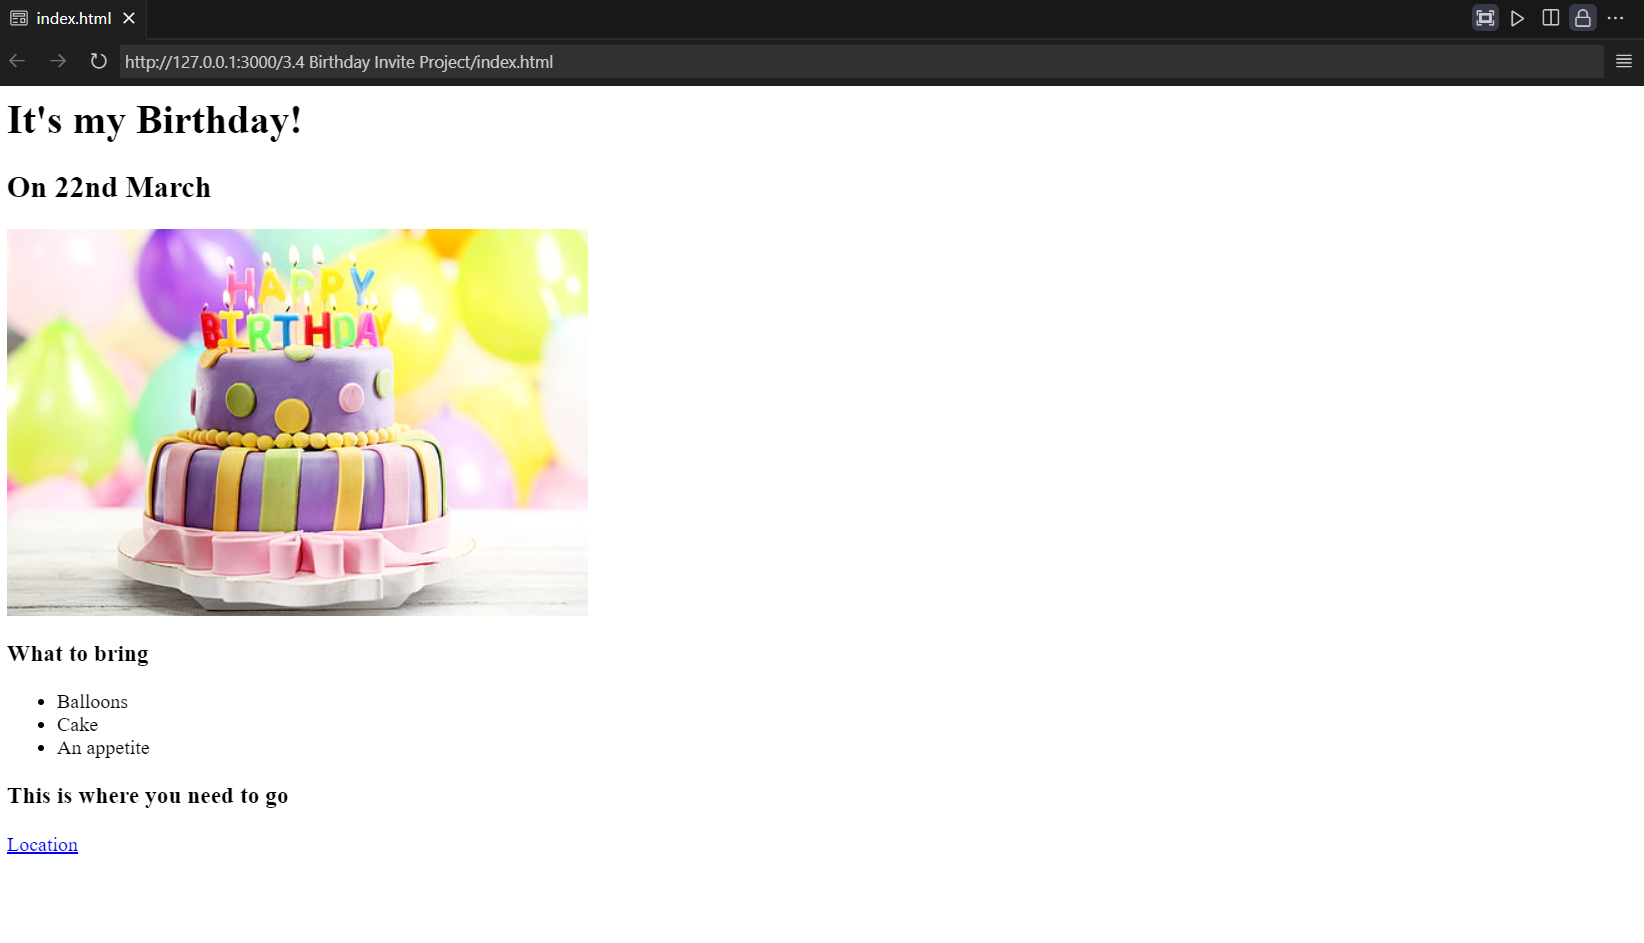 index.html
http://127.0.0.1:3000/3.4 Birthday Invite Project/index.html
It's my Birthday!
On 22nd March
HAPPY
BIRTHDAY
What to bring
Balloons
Cake
An appetite
This is where you need to go
Location